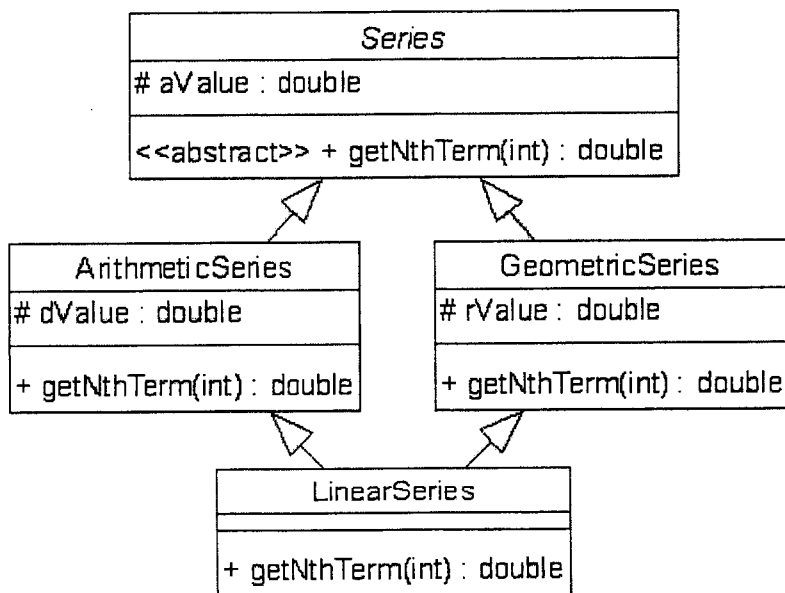 Series
# aValue : double
<<abstract>> + getNthTerm(int) : double
ArithmeticSeries
# dValue : double
+ getNthTerm(int) : double
GeometricSeries
# rValue : double
+ getNthTerm(int) : double
LinearSeries
+ getNthTerm(int) : double